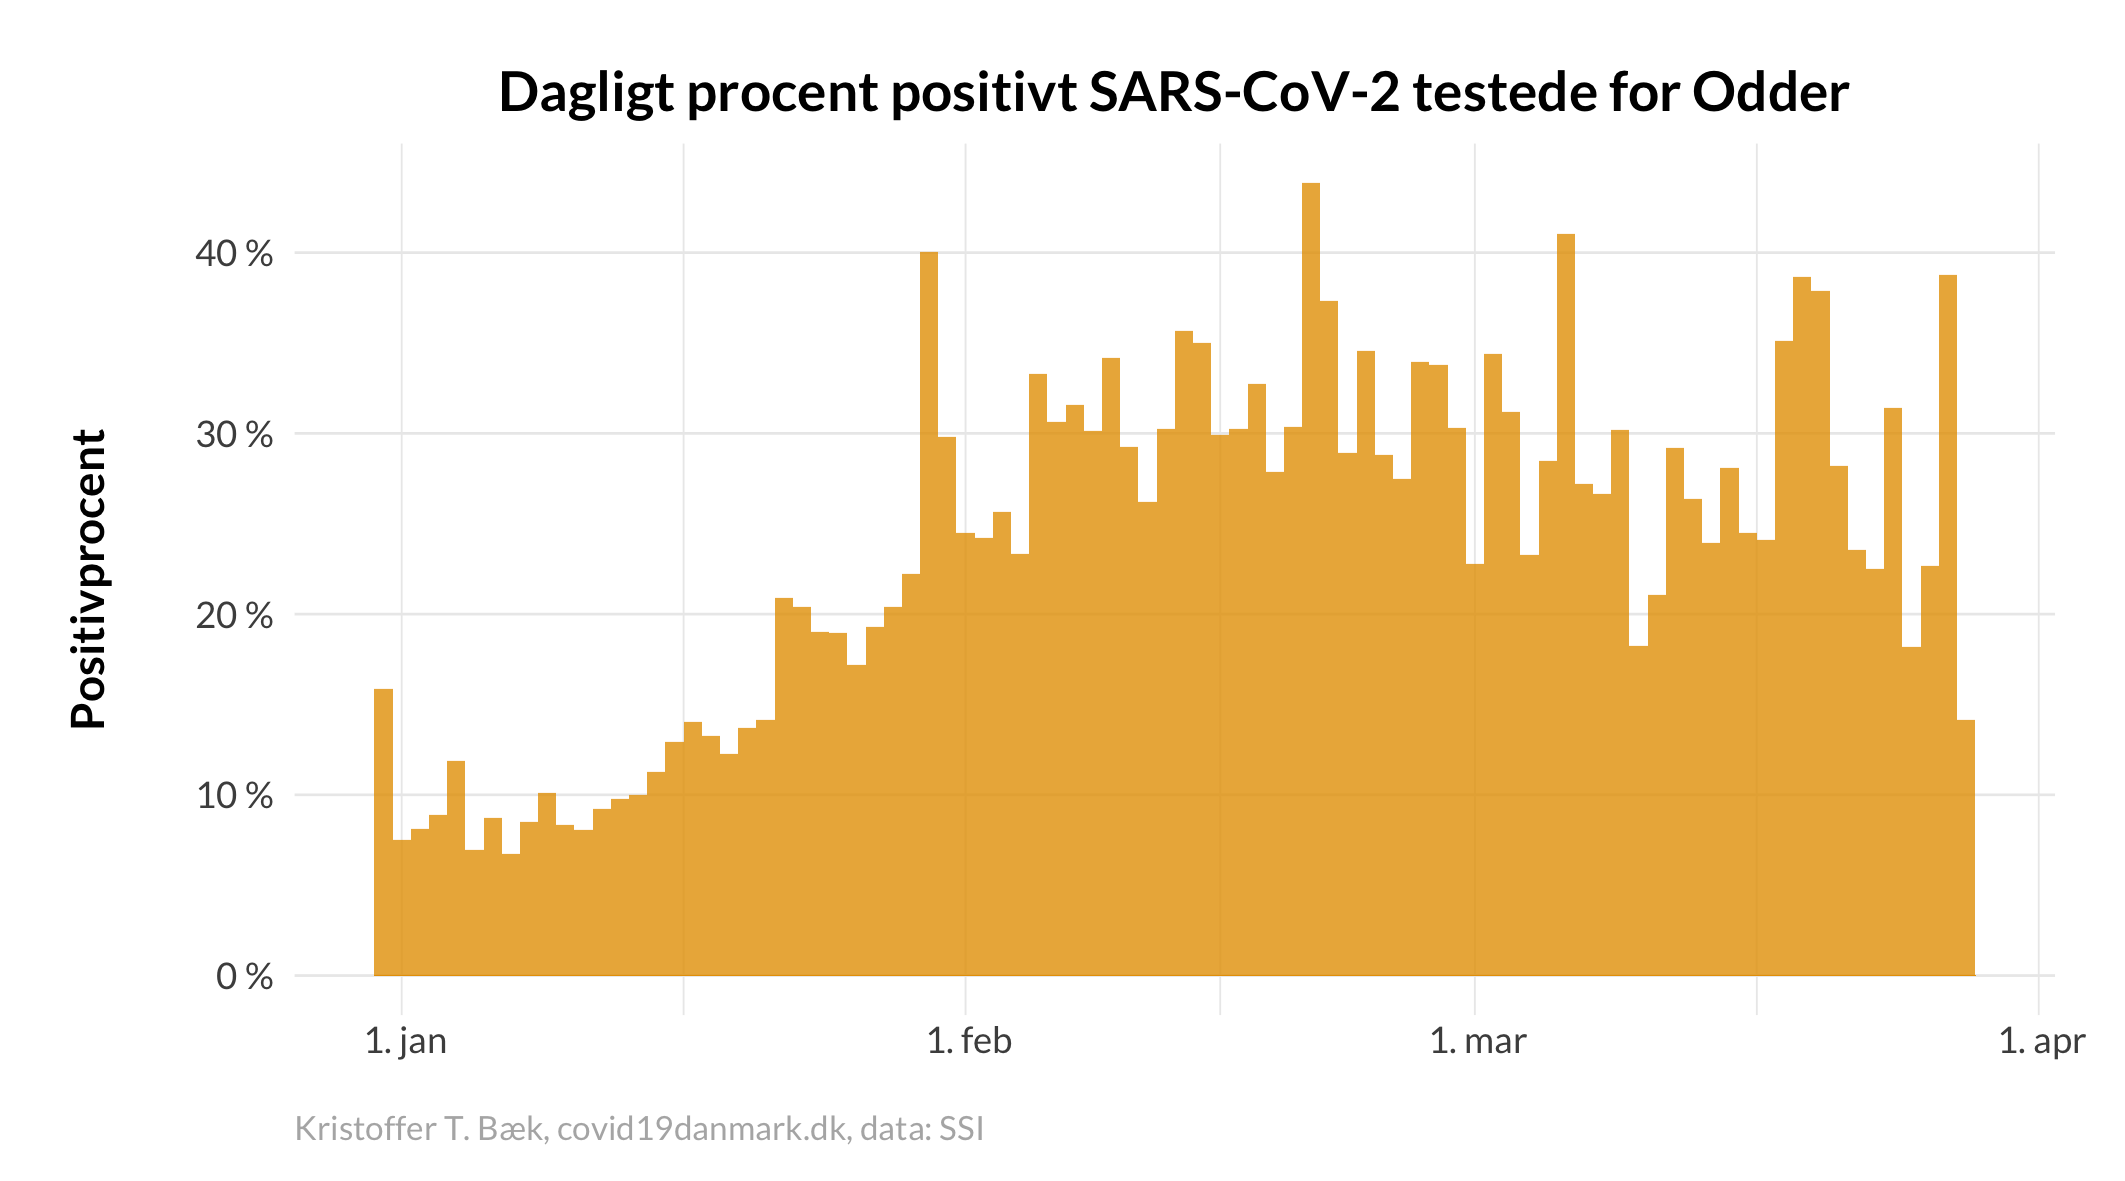 Dagligt procent positivt SARS-CoV-2 testede for Odder
Positivprocent
40 %
30 %
20 %
10 %
0 %
1. jan
1. feb
1. mar
1. apr
Kristoffer T. Bæk, covid19danmark.dk, data: SSI